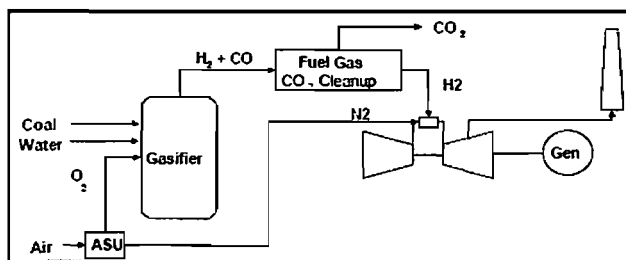 CO₂
H₂ + CO
Fuel Gas
CO₂ Cleanup
H2
N2
Coal
Water
Gasifier
O₂
Gen
Air
ASU